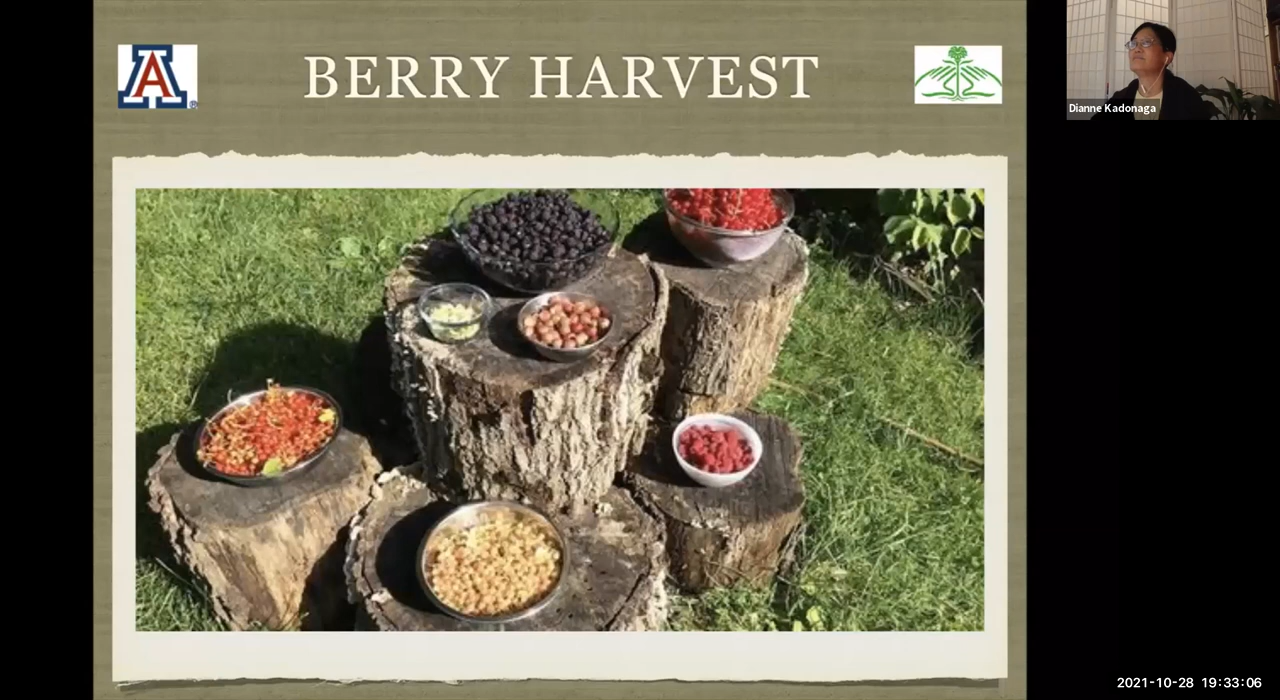 A
®
BERRY HARVEST
Dianne Kadonaga
2021-10-28 19:33:06